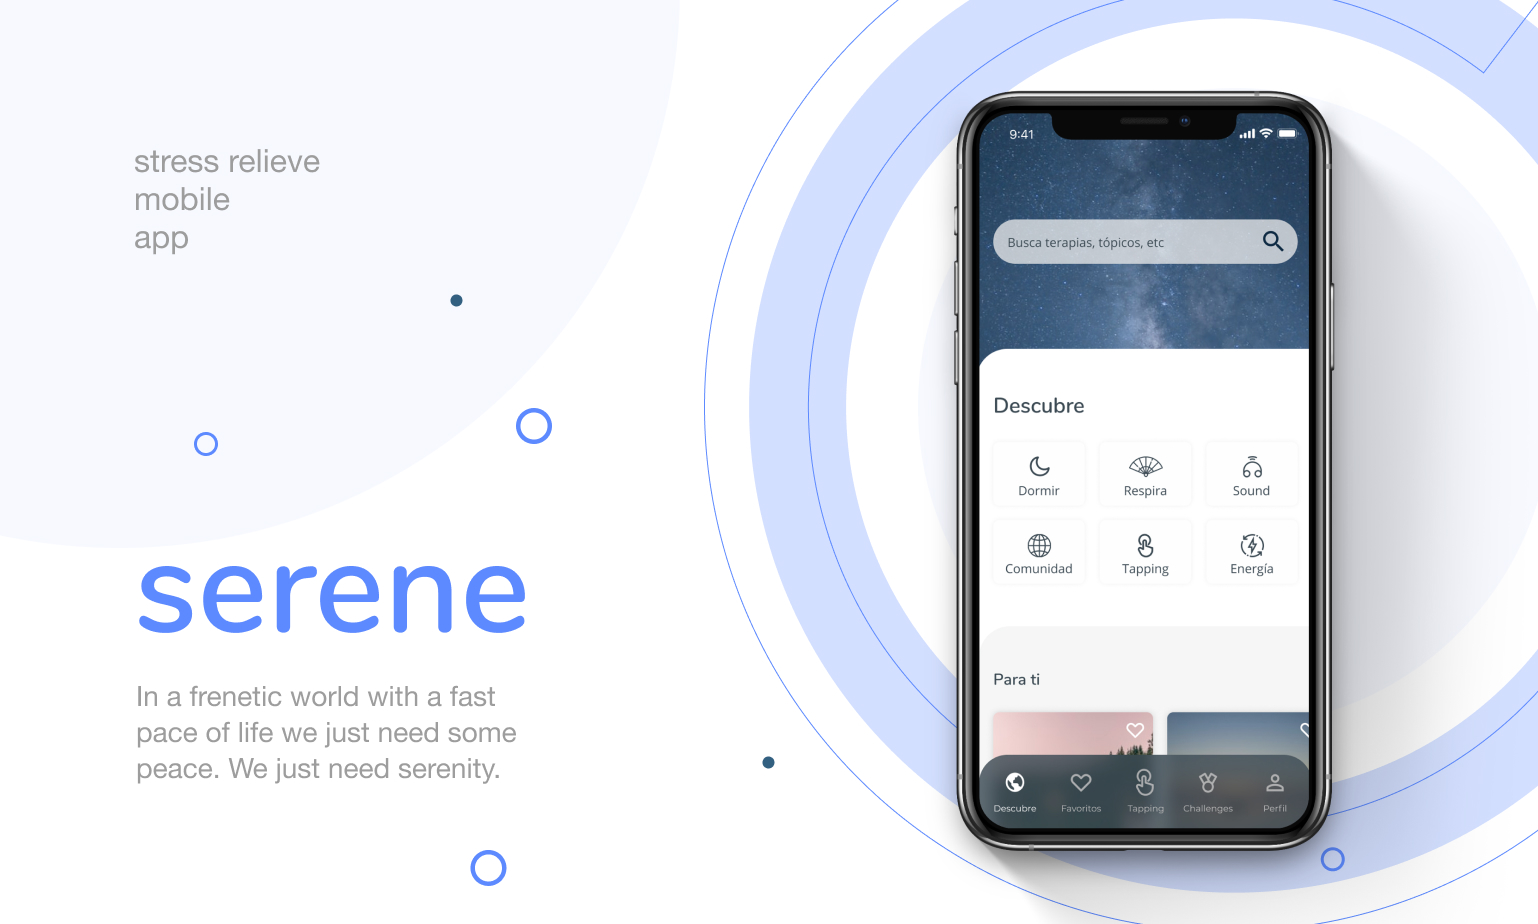 stress relieve
mobile
app
serene
In a frenetic world with a fast
pace of life we just need some
peace. We just need serenity.
9:41
Busca terapias, tópicos, etc
Descubre
Dormir
Respira
Sound
Comunidad
Tapping
Energía
Para ti
Descubre
Favoritos
Tapping
Challenges
Perfil